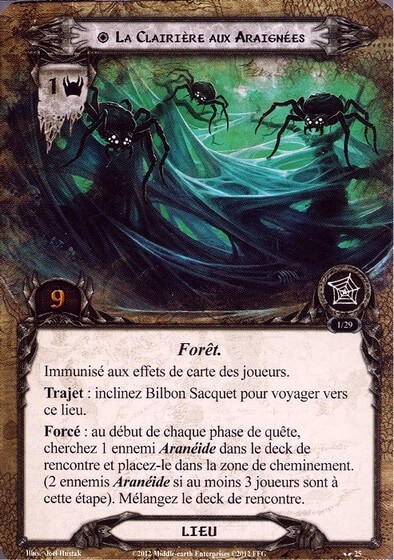 La Clairière aux Araignées
1
9
1/29
Forêt.
Immunisé aux effets de carte des joueurs.
Trajet : inclinez Bilbon Sacquet pour voyager vers
ce lieu.
Forcé : au début de chaque phase de quête,
cherchez 1 ennemi Aranéide dans le deck de
rencontre et placez-le dans la zone de cheminement.
(2 ennemis Aranéide si au moins 3 joueurs sont à
cette étape). Mélangez le deck de rencontre.
LIEU
Illus. Joel Hustak ©2012 Middle-earth Enterprises ©2012 FFG 25